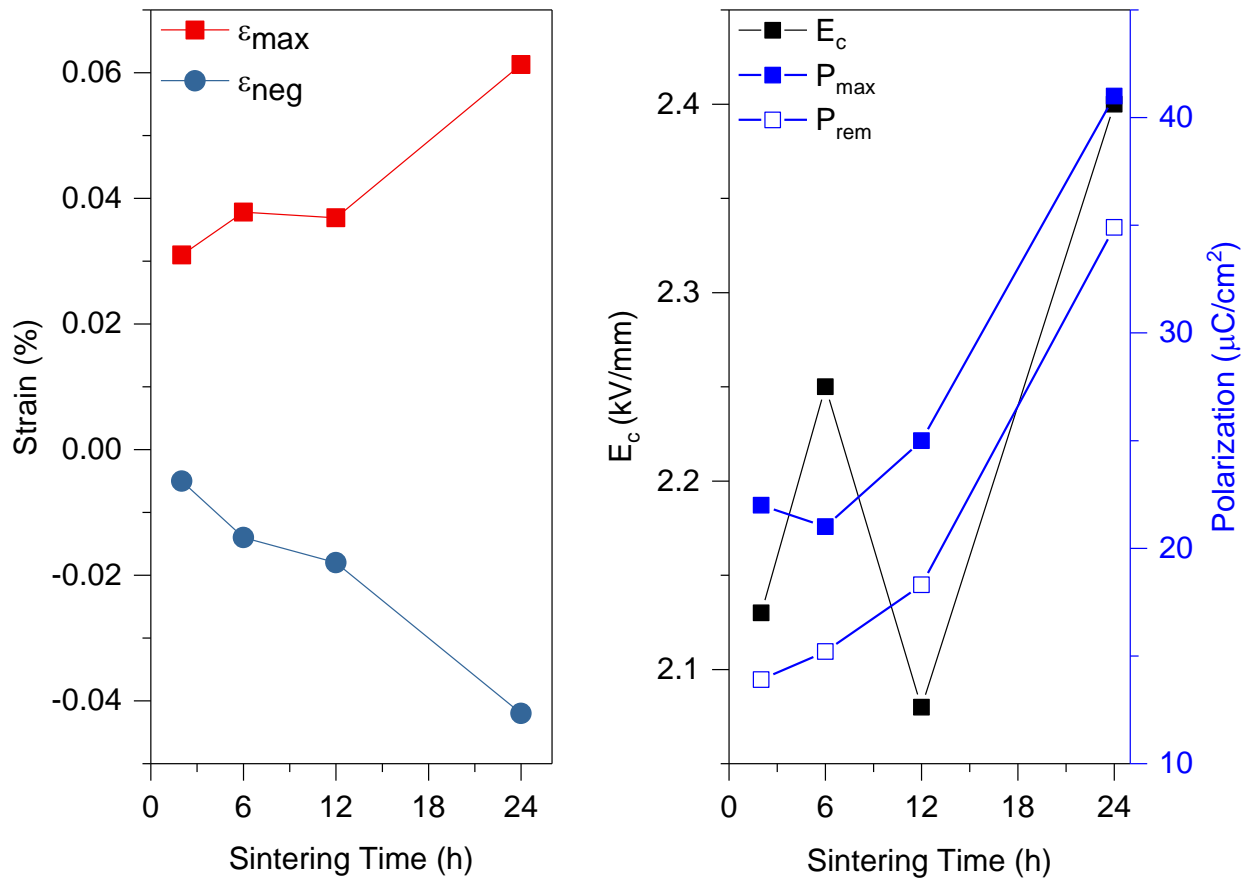 εmax
εneg
0.06
0.04
0.02
0.00
-0.02
-0.04
Strain (%)
0 6 12 18 24
Sintering Time (h)
Ec
Pmax
Prem
2.4
2.3
2.2
2.1
Ec (kV/mm)
40
30
20
10
Polarization (μC/cm²)
0 6 12 18 24
Sintering Time (h)